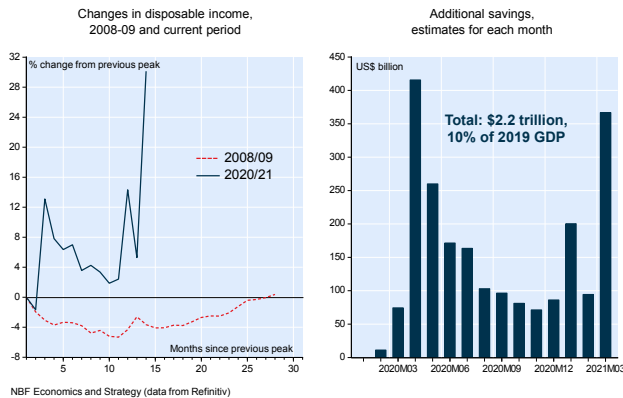 Changes in disposable income,
2008-09 and current period
32
% change from previous peak
28
24
20
16
12
8
4
0
-4
-8
2008/09
2020/21
Months since previous peak
5
10
15
20
25
30
Additional savings,
estimates for each month
450
US$ billion
400
350
300
250
200
150
100
50
0
Total: $2.2 trillion,
10% of 2019 GDP
2020M03
2020M06
2020M09
2020M12
2021M03
NBF Economics and Strategy (data from Refinitiv)